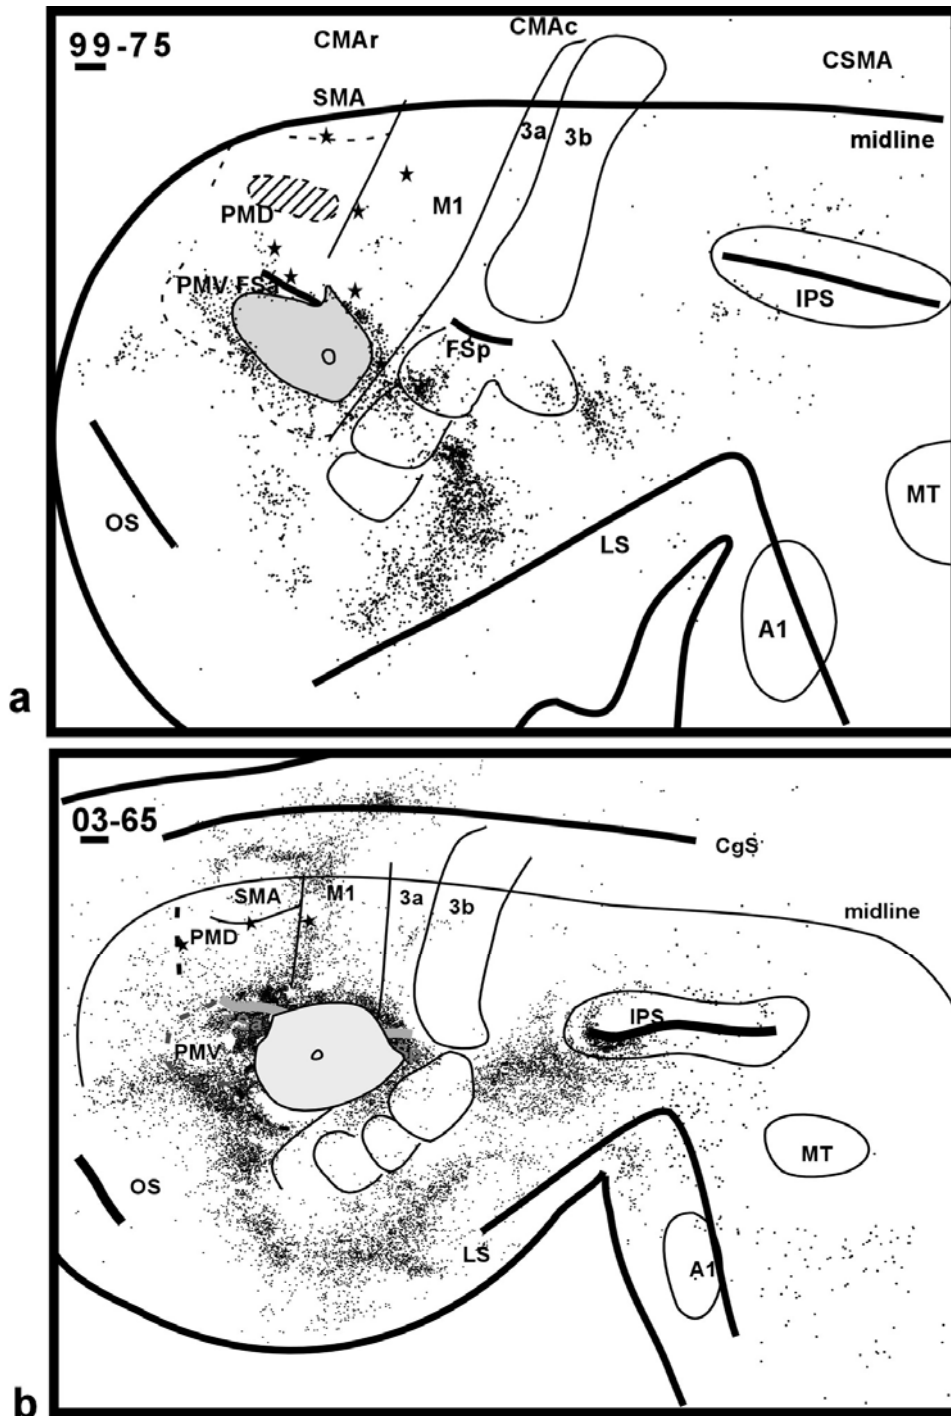 99-75
CMAr
CMAc
CSMA
SMA
3a
3b
midline
PMD
M1
PMV FSa
IPS
FSp
MT
OS
LS
A1
a
03-65
CgS
SMA
M1
3a
3b
midline
PMD
IPS
PMV
MT
OS
LS
A1
b